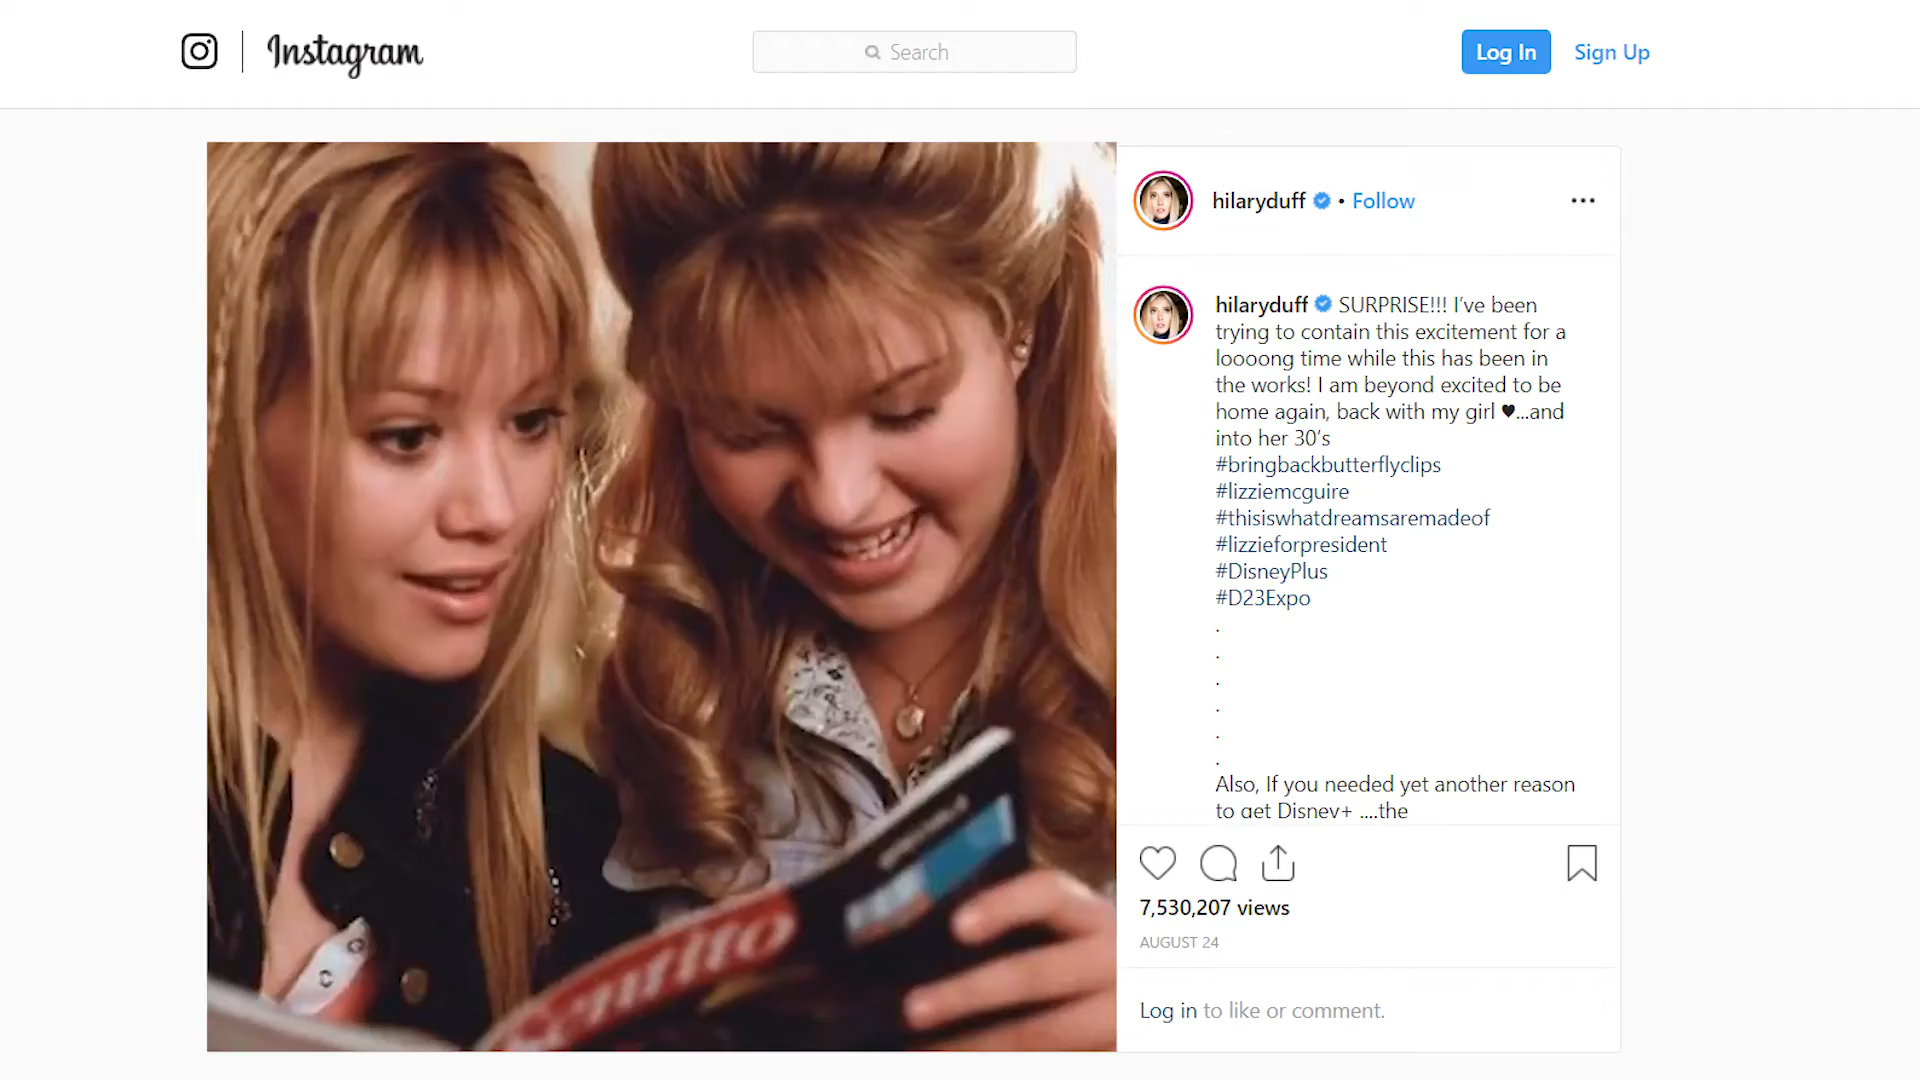 Instagram
Search
Log In
Sign Up
hilaryduff • Follow
hilaryduff SURPRISE!!! I've been
trying to contain this excitement for a
loooong time while this has been in
the works! I am beyond excited to be
home again, back with my girl ♥...and
into her 30's
#bringbackbutterflyclips
#lizziemcguire
#thisiswhatdreamsaremadeof
#lizzieforpresident
#DisneyPlus
#D23Expo
.
.
.
.
.
.
Also, If you needed yet another reason
to get Disney+ ....the
7,530,207 views
AUGUST 24
Log in to like or comment.